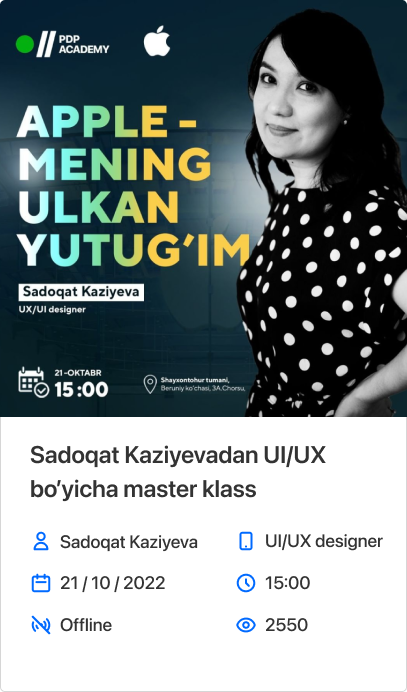 PDP
ACADEMY
APPLE -
MENING
ULKAN
YUTUG‘IM
Sadoqat Kaziyeva
UX/UI designer
21-OKTABR
15:00
Shayxontohur tumani,
Beruniy ko‘chasi, 3A.Chorsu.
Sadoqat Kaziyevadan UI/UX
bo‘yicha master klass
Sadoqat Kaziyeva
UI/UX designer
21 / 10 / 2022
15:00
Offline
2550